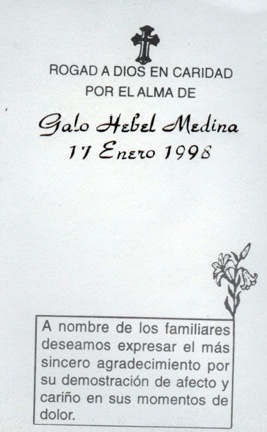 ROGAD A DIOS EN CARIDAD
POR EL ALMA DE
Galo Hebel Medina
17 Enero 1998
A nombre de los familiares
deseamos expresar el más
sincero agradecimiento por
su demostración de afecto y
cariño en sus momentos de
dolor.